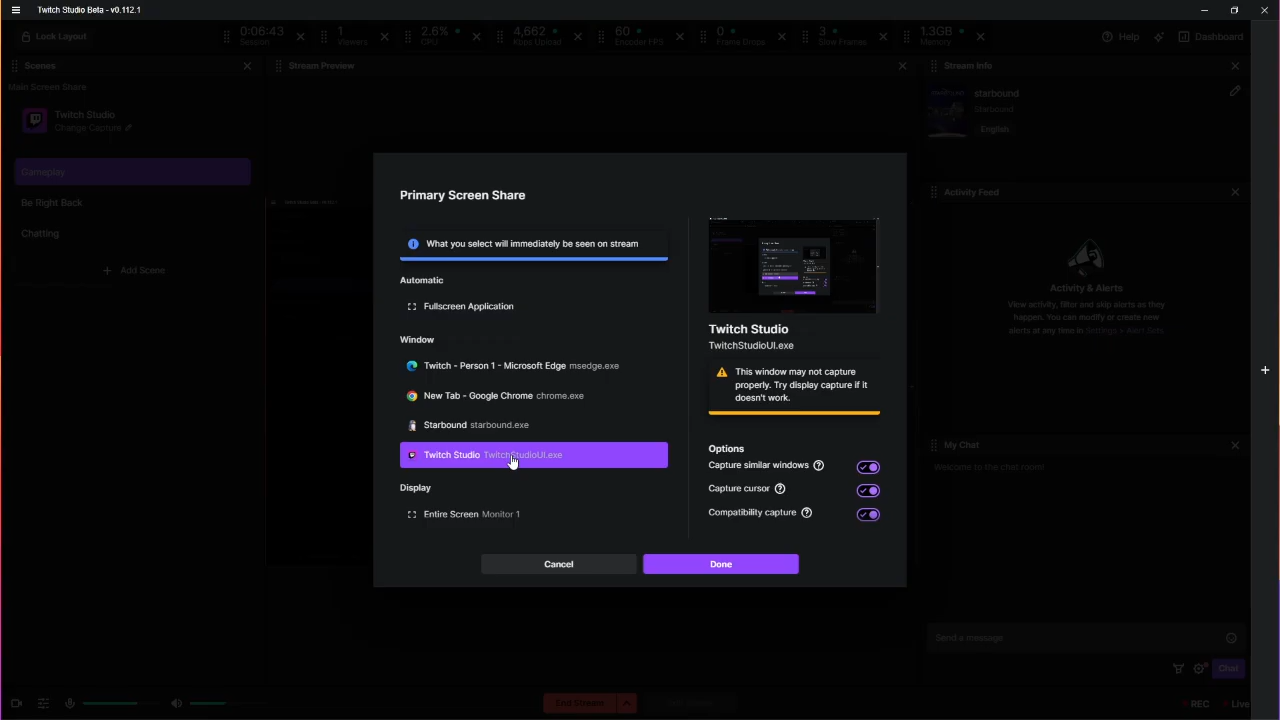 Twitch Studio Beta - v0.112.1
Lock Layout
0:06:43
Session
1
Viewers
2.6%
CPU
4,662
Kbps Upload
60
Encoder FPS
0
Frame Drops
3
Slow Frames
1.3GB
Memory
Help
Dashboard
Scenes
Stream Preview
Stream Info
Main Screen Share
Twitch Studio
Change Capture
starbound
Starbound
English
Gameplay
Be Right Back
Chatting
Add Scene
Primary Screen Share
What you select will immediately be seen on stream
Automatic
Fullscreen Application
Window
Twitch - Person 1 - Microsoft Edge msedge.exe
New Tab - Google Chrome chrome.exe
Starbound starbound.exe
Twitch Studio TwitchStudioUI.exe
Display
Entire Screen Monitor 1
Twitch Studio
TwitchStudioUI.exe
This window may not capture
properly. Try display capture if it
doesn't work.
Options
Capture similar windows
Capture cursor
Compatibility capture
Cancel
Done
Activity Feed
Activity & Alerts
View activity, filter and skip alerts as they
happen. You can modify or create new
alerts at any time in Settings > Alert Sets.
My Chat
Welcome to the chat room!
Send a message
Chat
End Stream
REC
Live